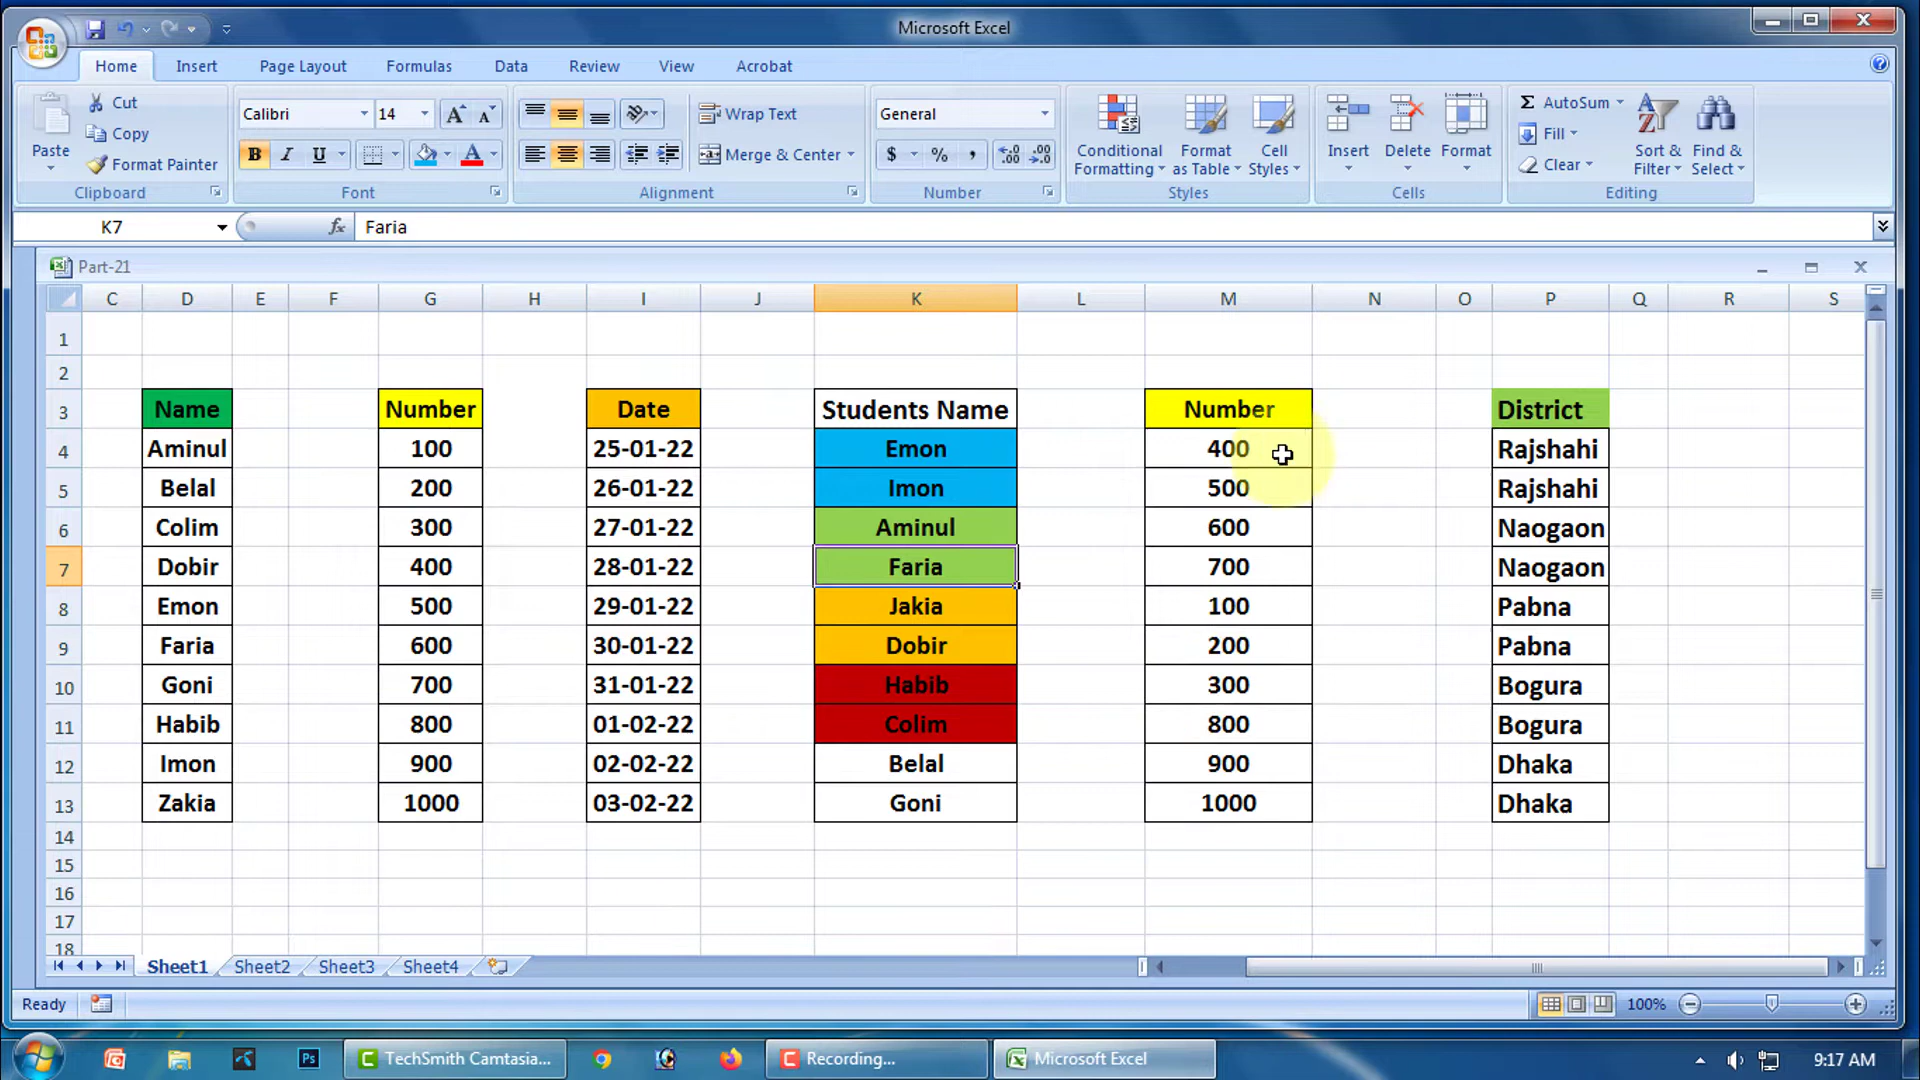 Microsoft Excel
Home Insert Page Layout Formulas Data Review View Acrobat
Paste
Cut
Copy
Format Painter
Clipboard
Calibri 14
B I U
Font
Wrap Text
Merge & Center
Alignment
General
$ % ,
Number
Conditional Formatting
Format as Table
Cell Styles
Styles
Insert Delete Format
Cells
Σ AutoSum
Fill
Clear
Sort & Filter
Find & Select
Editing
K7 fx Faria
Part-21
C D E F G H I J K L M N O P Q R S
1
2
3 Name Number Date Students Name Number District
4 Aminul 100 25-01-22 Emon 400 Rajshahi
5 Belal 200 26-01-22 Imon 500 Rajshahi
6 Colim 300 27-01-22 Aminul 600 Naogaon
7 Dobir 400 28-01-22 Faria 700 Naogaon
8 Emon 500 29-01-22 Jakia 100 Pabna
9 Faria 600 30-01-22 Dobir 200 Pabna
10 Goni 700 31-01-22 Habib 300 Bogura
11 Habib 800 01-02-22 Colim 800 Bogura
12 Imon 900 02-02-22 Belal 900 Dhaka
13 Zakia 1000 03-02-22 Goni 1000 Dhaka
14
15
16
17
18
Sheet1 Sheet2 Sheet3 Sheet4
Ready 100%
Ps TechSmith Camtasia... Recording... Microsoft Excel 9:17 AM